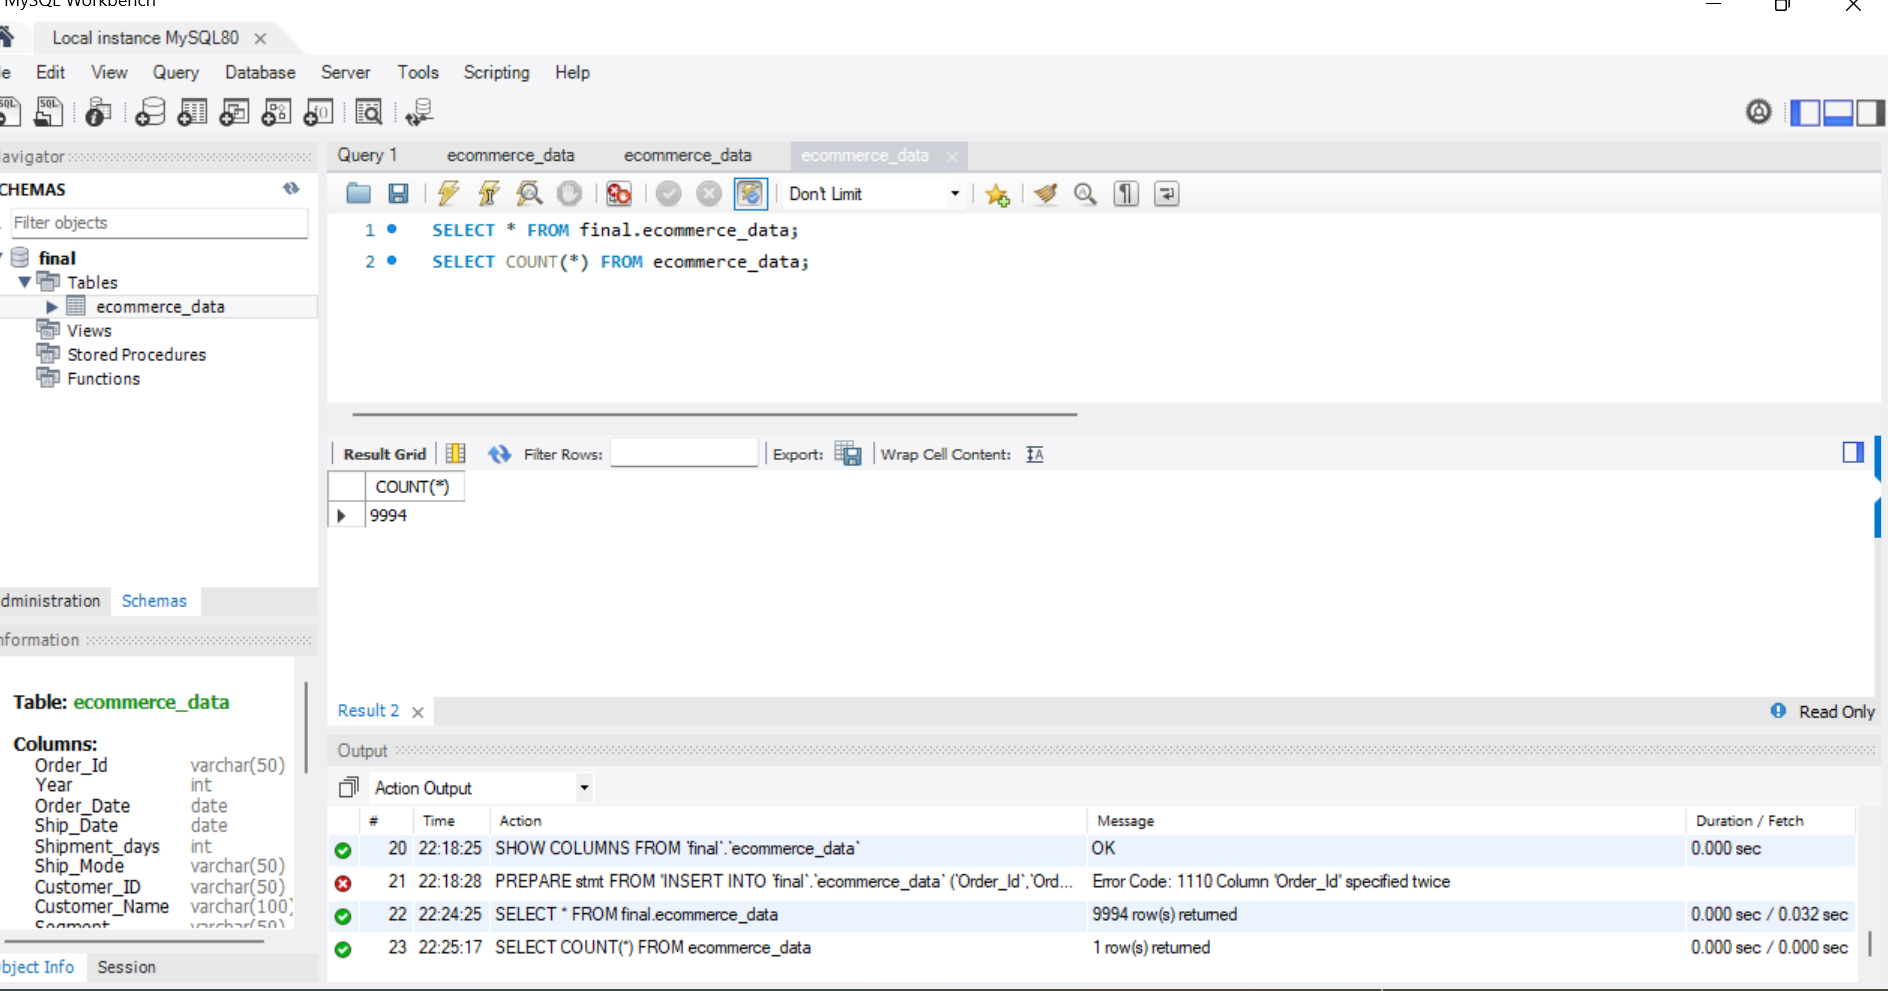 MySQL Workbench
Local instance MySQL80
Edit View Query Database Server Tools Scripting Help
Query 1 ecommerce_data ecommerce_data ecommerce_data
Don't Limit
SCHEMAS
Filter objects
final
Tables
ecommerce_data
Views
Stored Procedures
Functions
1 SELECT * FROM final.ecommerce_data;
2 SELECT COUNT(*) FROM ecommerce_data;
Result Grid Filter Rows: Export: Wrap Cell Content:
COUNT(*)
9994
dministration Schemas
nformation
Table: ecommerce_data
Columns:
Order_Id varchar(50)
Year int
Order_Date date
Ship_Date date
Shipment_days int
Ship_Mode varchar(50)
Customer_ID varchar(50)
Customer_Name varchar(100)
Segment varchar(50)
bject Info Session
Result 2 Read Only
Output
Action Output
# Time Action Message Duration / Fetch
20 22:18:25 SHOW COLUMNS FROM `final`.`ecommerce_data` OK 0.000 sec
21 22:18:28 PREPARE stmt FROM 'INSERT INTO `final`.`ecommerce_data` (`Order_Id`,`Ord... Error Code: 1110 Column 'Order_Id' specified twice
22 22:24:25 SELECT * FROM final.ecommerce_data 9994 row(s) returned 0.000 sec / 0.032 sec
23 22:25:17 SELECT COUNT(*) FROM ecommerce_data 1 row(s) returned 0.000 sec / 0.000 sec